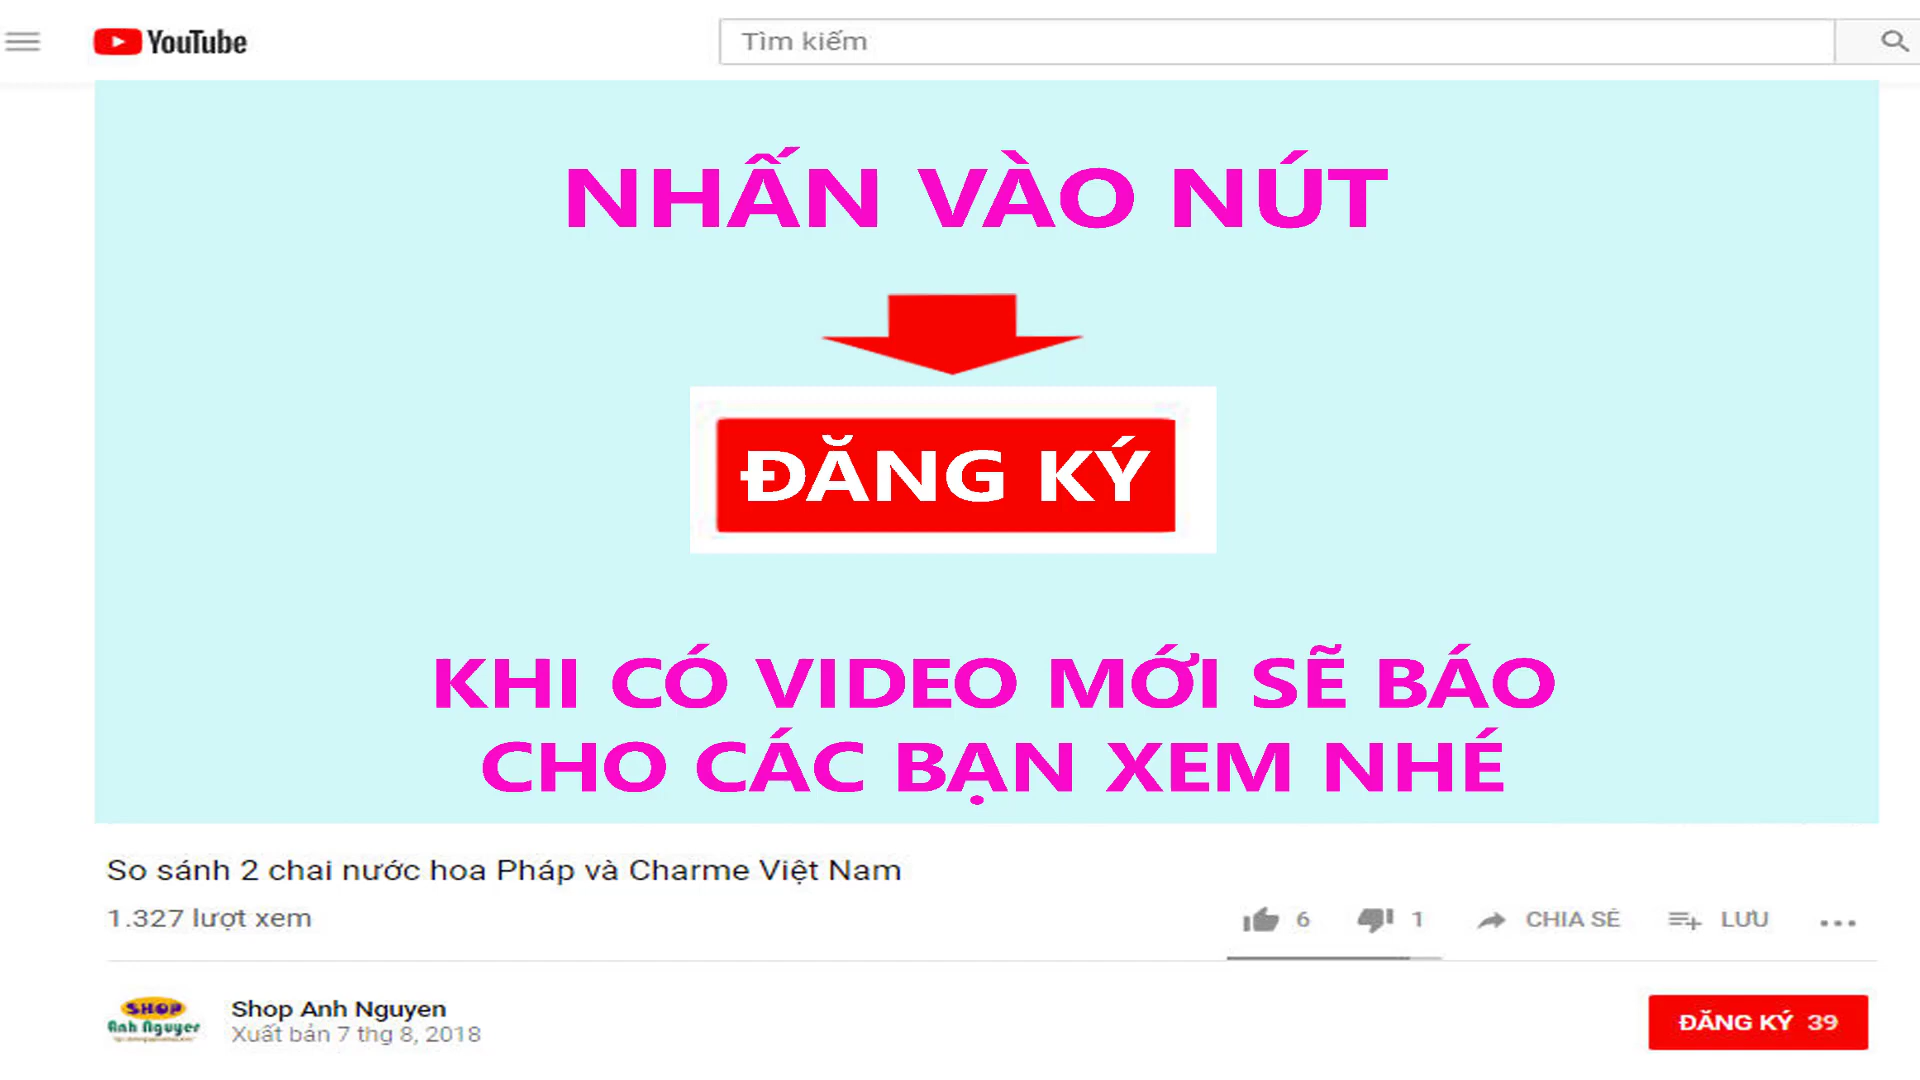 YouTube
Tìm kiếm
NHẤN VÀO NÚT
ĐĂNG KÝ
KHI CÓ VIDEO MỚI SẼ BÁO
CHO CÁC BẠN XEM NHÉ
So sánh 2 chai nước hoa Pháp và Charme Việt Nam
1.327 lượt xem
6
1
CHIA SẺ
LƯU
SHOP
Anh Nguyen
Shop Anh Nguyen
Xuất bản 7 thg 8, 2018
ĐĂNG KÝ 39